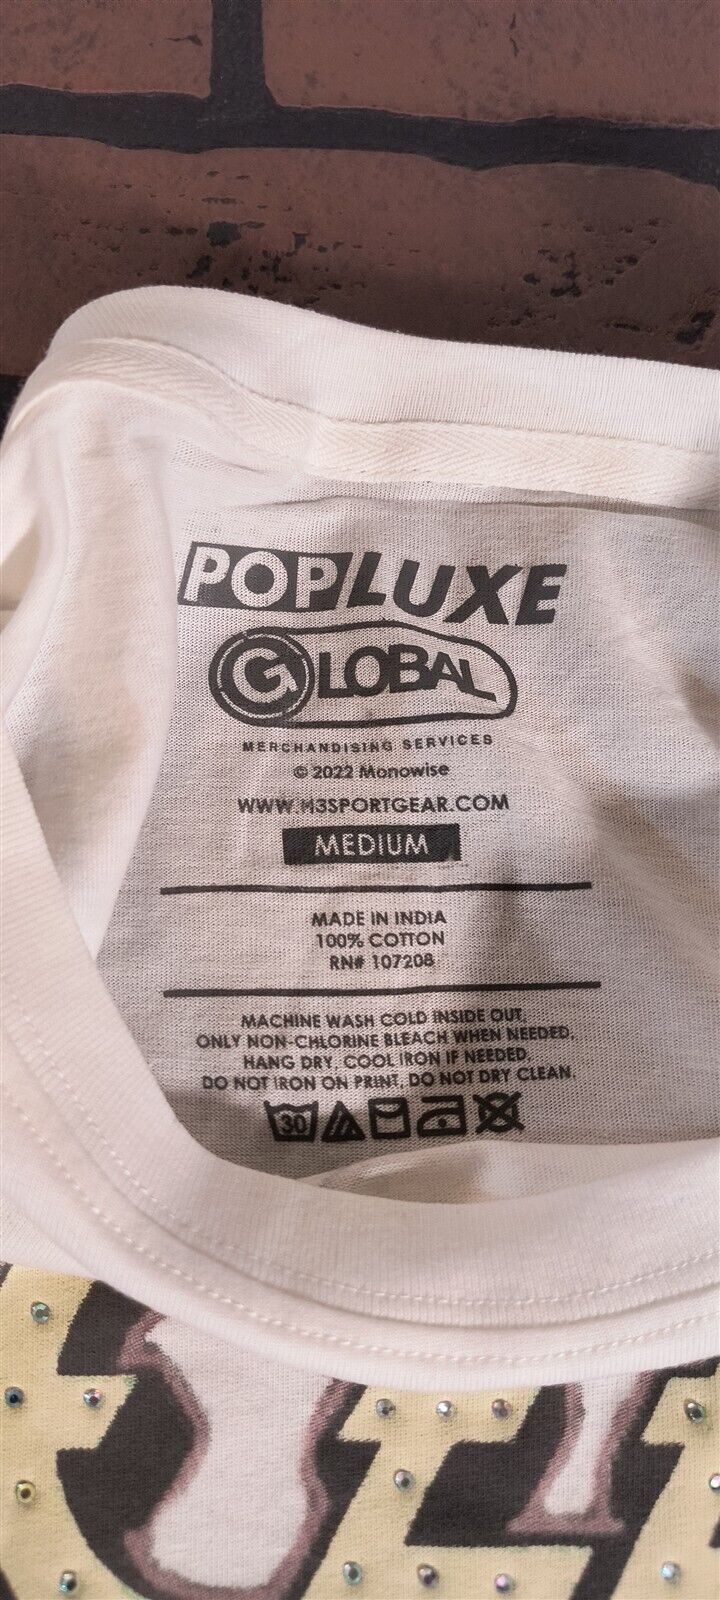 POPLUXE
GLOBAL
MERCHANDISING SERVICES
© 2022 Monowise
WWW.M3SPORTGEAR.COM
MEDIUM
MADE IN INDIA
100% COTTON
RN# 107208
MACHINE WASH COLD INSIDE OUT,
ONLY NON-CHLORINE BLEACH WHEN NEEDED,
HANG DRY, COOL IRON IF NEEDED,
DO NOT IRON ON PRINT, DO NOT DRY CLEAN.
30